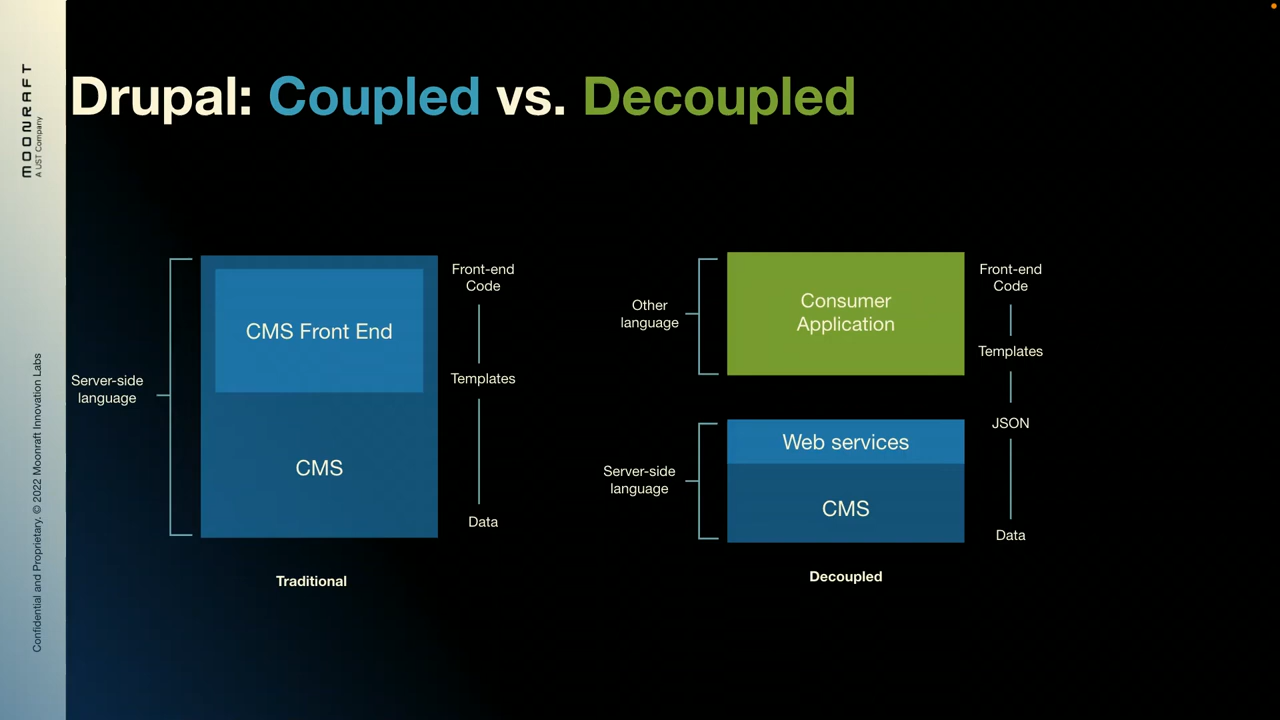 MOONRAFT
A UST Company
Confidential and Proprietary. © 2022 Moonraft Innovation Labs
Drupal: Coupled vs. Decoupled
Server-side
language
CMS Front End
CMS
Front-end
Code
Templates
Data
Traditional
Other
language
Server-side
language
Consumer
Application
Web services
CMS
Front-end
Code
Templates
JSON
Data
Decoupled